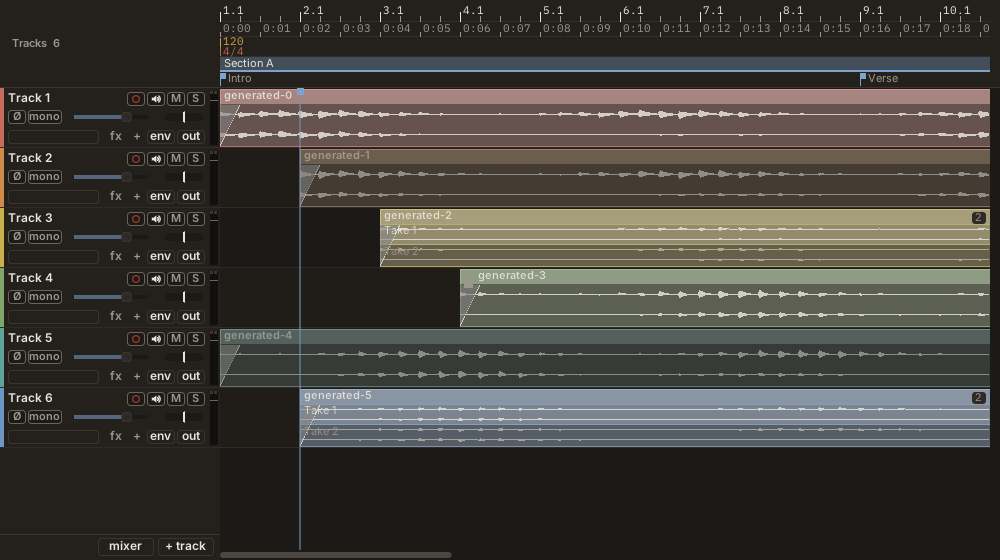 1.1 2.1 3.1 4.1 5.1 6.1 7.1 8.1 9.1 10.1
0:00 0:01 0:02 0:03 0:04 0:05 0:06 0:07 0:08 0:09 0:10 0:11 0:12 0:13 0:14 0:15 0:16 0:17 0:18 0
Tracks 6
120
4/4
Section A
Intro Verse
Track 1 M S
Ø mono
fx + env out
generated-0
Track 2 M S
Ø mono
fx + env out
generated-1
Track 3 M S
Ø mono
fx + env out
generated-2 2
Take 1
Take 2
Track 4 M S
Ø mono
fx + env out
generated-3
Track 5 M S
Ø mono
fx + env out
generated-4
Track 6 M S
Ø mono
fx + env out
generated-5 2
Take 1
Take 2
mixer + track